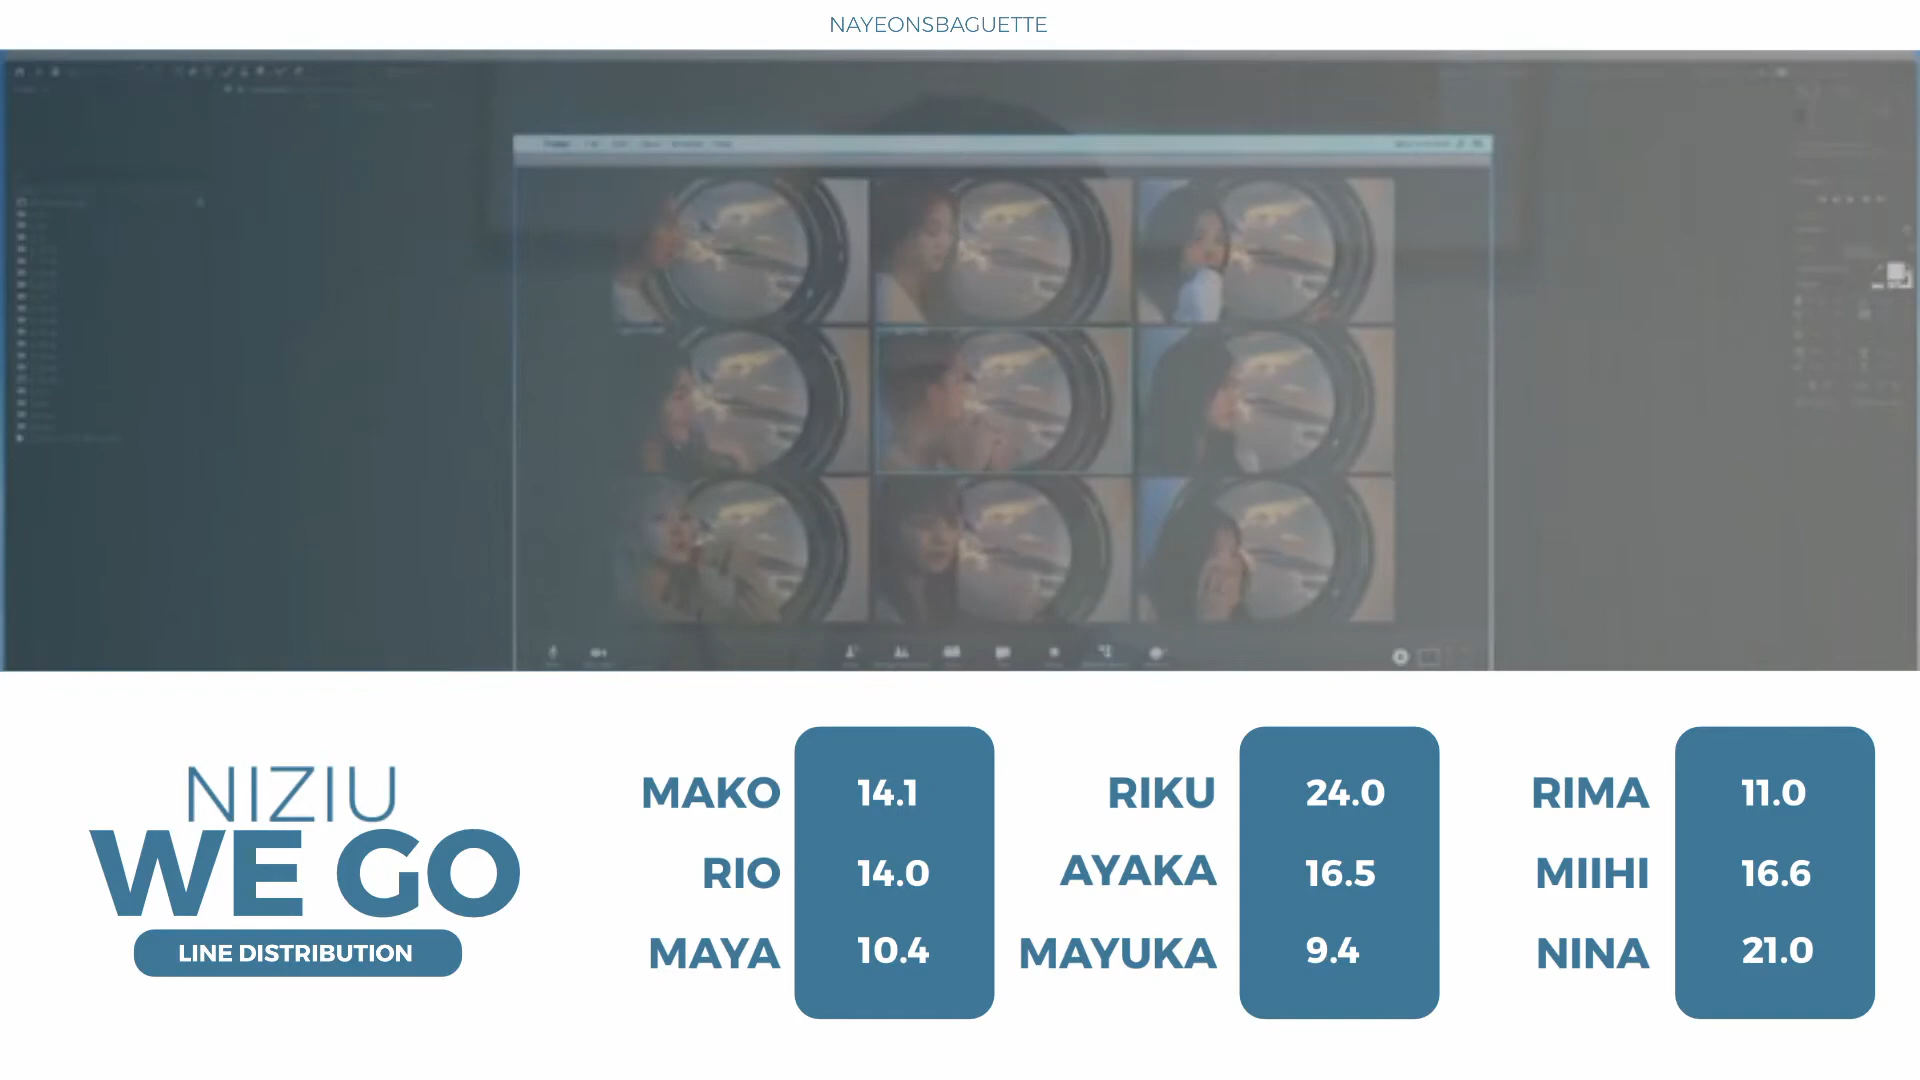 NAYEONSBAGUETTE
NIZIU
WE GO
LINE DISTRIBUTION
MAKO 14.1
RIO 14.0
MAYA 10.4
RIKU 24.0
AYAKA 16.5
MAYUKA 9.4
RIMA 11.0
MIIHI 16.6
NINA 21.0